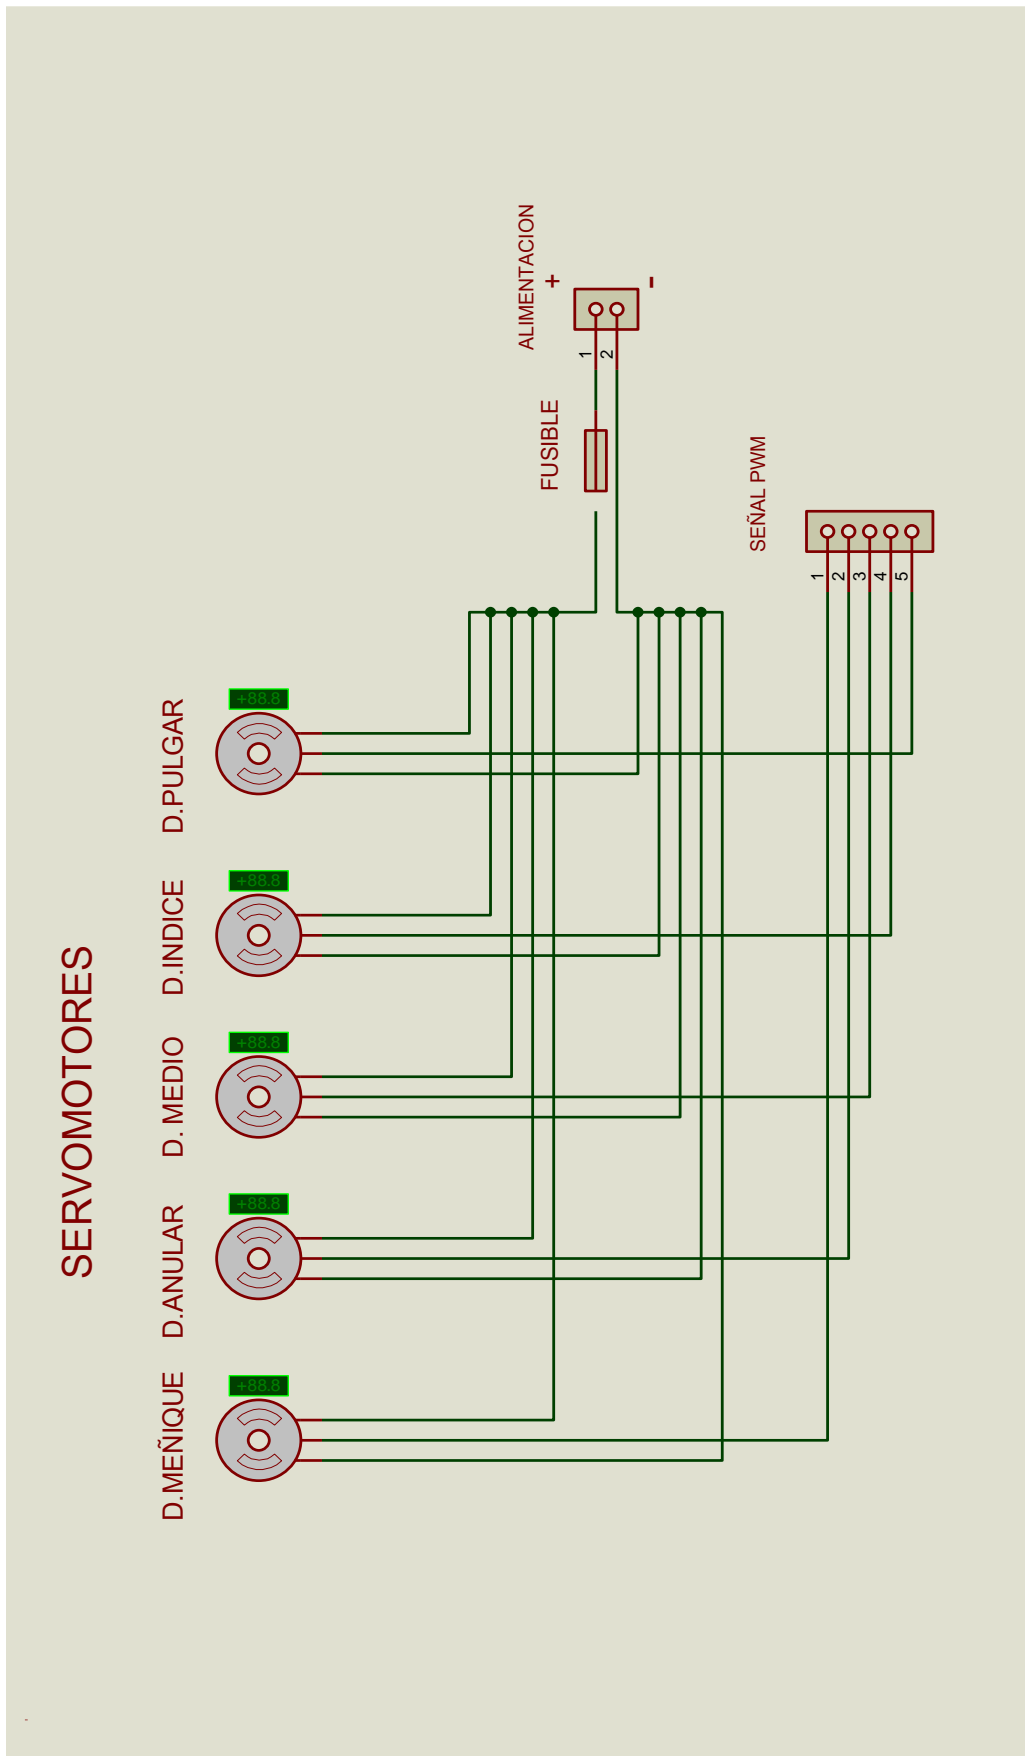 SERVOMOTORES
D.MEÑIQUE
D.ANULAR
D. MEDIO
D.INDICE
D.PULGAR
+88.8
+88.8
+88.8
+88.8
+88.8
ALIMENTACION
+
-
1
2
FUSIBLE
SEÑAL PWM
1
2
3
4
5